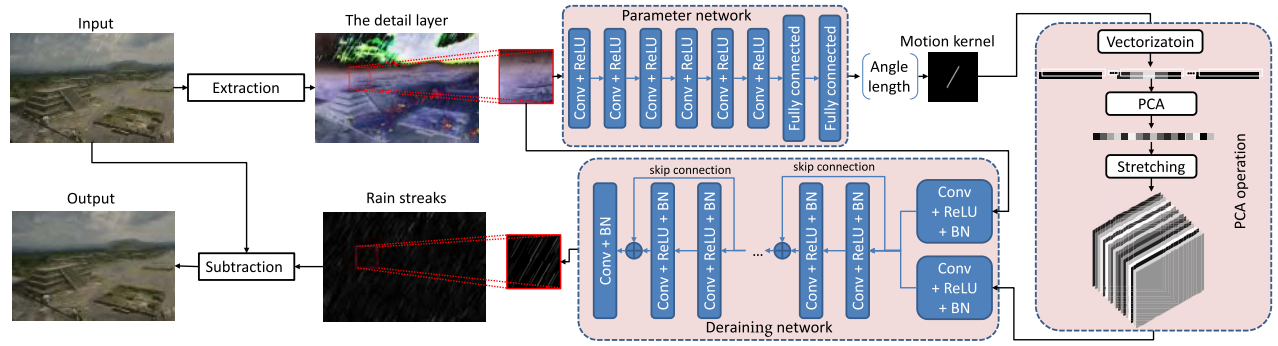 Input
The detail layer
Parameter network
Motion kernel
Extraction
Conv + ReLU
Conv + ReLU
Conv + ReLU
Conv + ReLU
Conv + ReLU
Conv + ReLU
Fully connected
Fully connected
Angle
length
Vectorizatoin
...
...
PCA
Stretching
PCA operation
Output
Rain streaks
Subtraction
skip connection
skip connection
Conv + BN
Conv + ReLU + BN
Conv + ReLU + BN
...
Conv + ReLU + BN
Conv + ReLU + BN
Conv
+ ReLU
+ BN
Conv
+ ReLU
+ BN
Deraining network